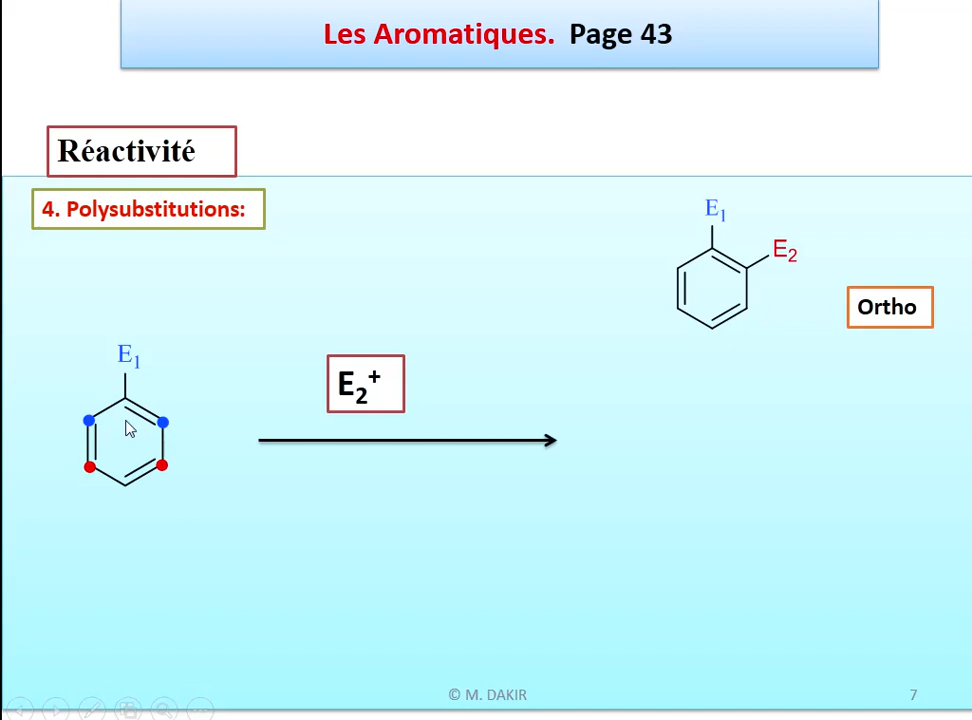 Les Aromatiques. Page 43
Réactivité
4. Polysubstitutions:
E1
E2
Ortho
E1
E2+
© M. DAKIR
7